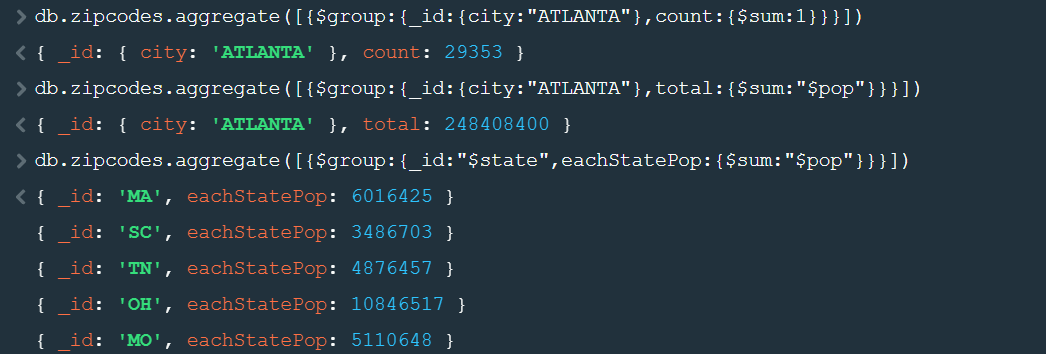 > db.zipcodes.aggregate([{$group:{_id:{city:"ATLANTA"},count:{$sum:1}}}])
< { _id: { city: 'ATLANTA' }, count: 29353 }
> db.zipcodes.aggregate([{$group:{_id:{city:"ATLANTA"},total:{$sum:"$pop"}}}])
< { _id: { city: 'ATLANTA' }, total: 248408400 }
> db.zipcodes.aggregate([{$group:{_id:"$state",eachStatePop:{$sum:"$pop"}}}])
< { _id: 'MA', eachStatePop: 6016425 }
{ _id: 'SC', eachStatePop: 3486703 }
{ _id: 'TN', eachStatePop: 4876457 }
{ _id: 'OH', eachStatePop: 10846517 }
{ _id: 'MO', eachStatePop: 5110648 }